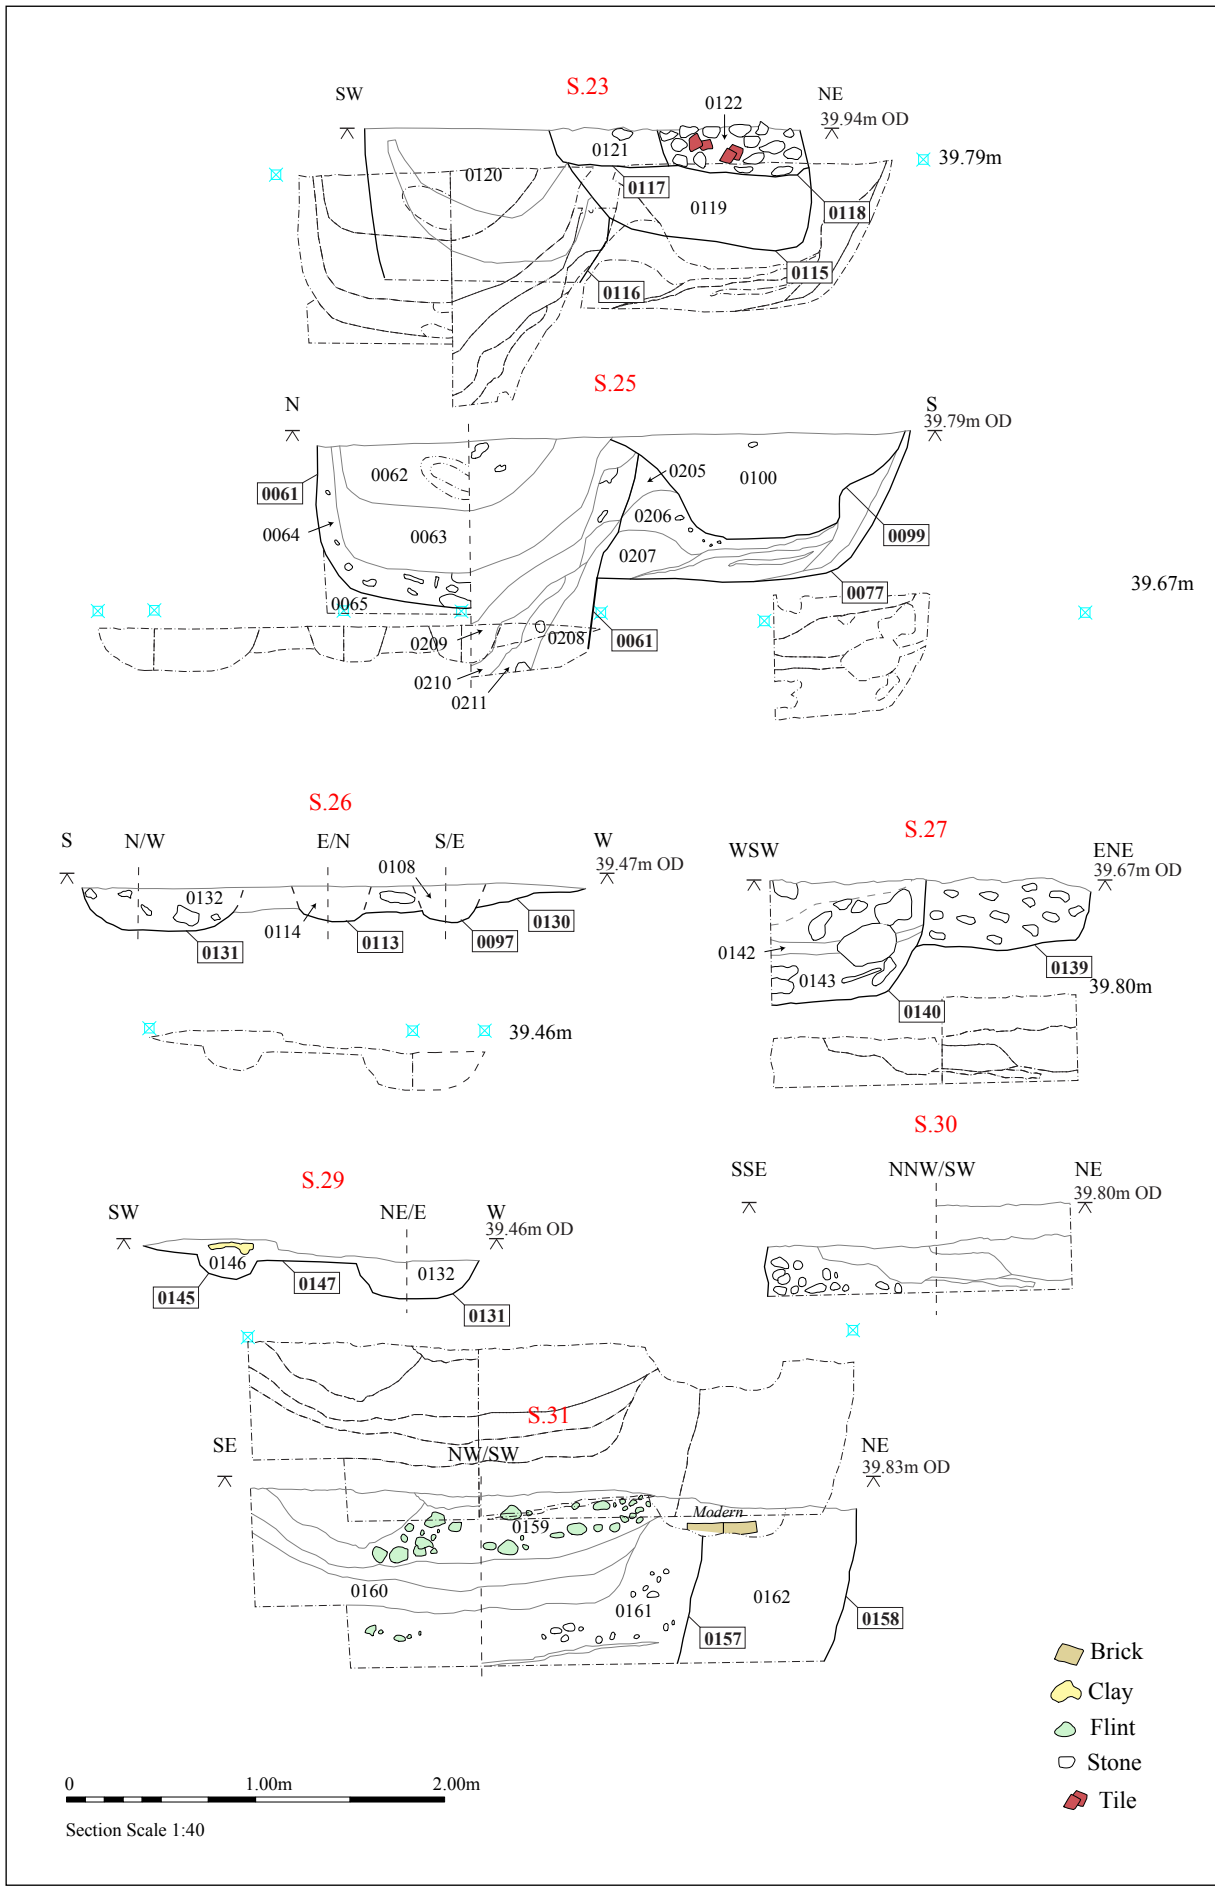 S.23
SW
0122
NE
39.94m OD
0121
39.79m
0120
0117
0119
0118
0115
0116
S.25
N
S
39.79m OD
0062
0205
0100
0061
0206
0064
0063
0099
0207
39.67m
0065
0077
0209
0208
0061
0210
0211
S.26
S
N/W
E/N
S/E
W
39.47m OD
0108
0132
0114
0131
0113
0097
0130
39.46m
S.27
WSW
ENE
39.67m OD
0142
0143
0139
39.80m
0140
S.30
SSE
NNW/SW
NE
39.80m OD
S.29
SW
NE/E
W
39.46m OD
0146
0132
0145
0147
0131
S.31
SE
NW/SW
NE
39.83m OD
Modern
0159
0160
0161
0162
0157
0158
Brick
Clay
Flint
Stone
Tile
0 1.00m 2.00m
Section Scale 1:40